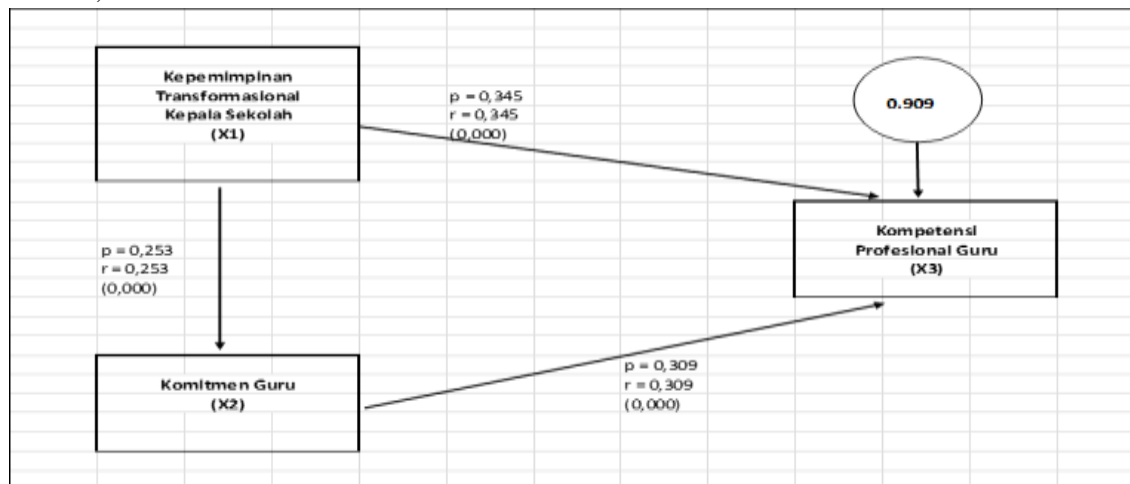 Kepemimpinan
Transformasional
Kepala Sekolah
(X1)
p = 0,345
r = 0,345
(0,000)
0.909
Kompetensi
Profesional Guru
(X3)
p = 0,253
r = 0,253
(0,000)
Komitmen Guru
(X2)
p = 0,309
r = 0,309
(0,000)